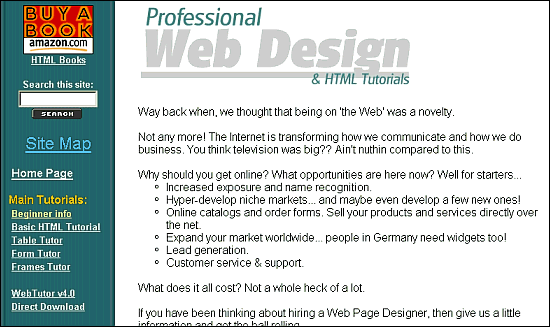 BUY A
BOOK
amazon.com
HTML Books
Search this site:
SEARCH
Site Map
Home Page
Main Tutorials:
Beginner info
Basic HTML Tutorial
Table Tutor
Form Tutor
Frames Tutor
WebTutor v4.0
Direct Download
Professional
Web Design
& HTML Tutorials
Way back when, we thought that being on 'the Web' was a novelty.
Not any more! The Internet is transforming how we communicate and how we do
business. You think television was big?? Ain't nuthin compared to this.
Why should you get online? What opportunities are here now? Well for starters...
Increased exposure and name recognition.
Hyper-develop niche markets... and maybe even develop a few new ones!
Online catalogs and order forms. Sell your products and services directly over
the net.
Expand your market worldwide... people in Germany need widgets too!
Lead generation.
Customer service & support.
What does it all cost? Not a whole heck of a lot.
If you have been thinking about hiring a Web Page Designer, then give us a little
information and get the ball rolling